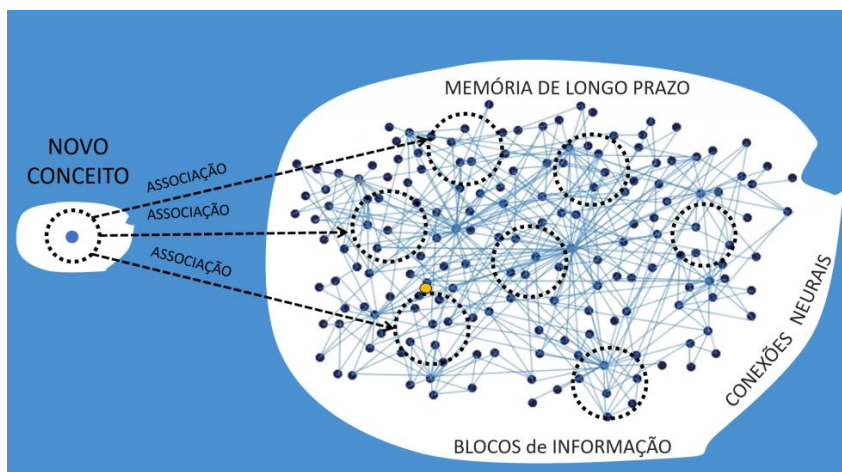 MEMÓRIA DE LONGO PRAZO
NOVO
CONCEITO
ASSOCIAÇÃO
ASSOCIAÇÃO
ASSOCIAÇÃO
CONEXÕES NEURAIS
BLOCOS de INFORMAÇÃO